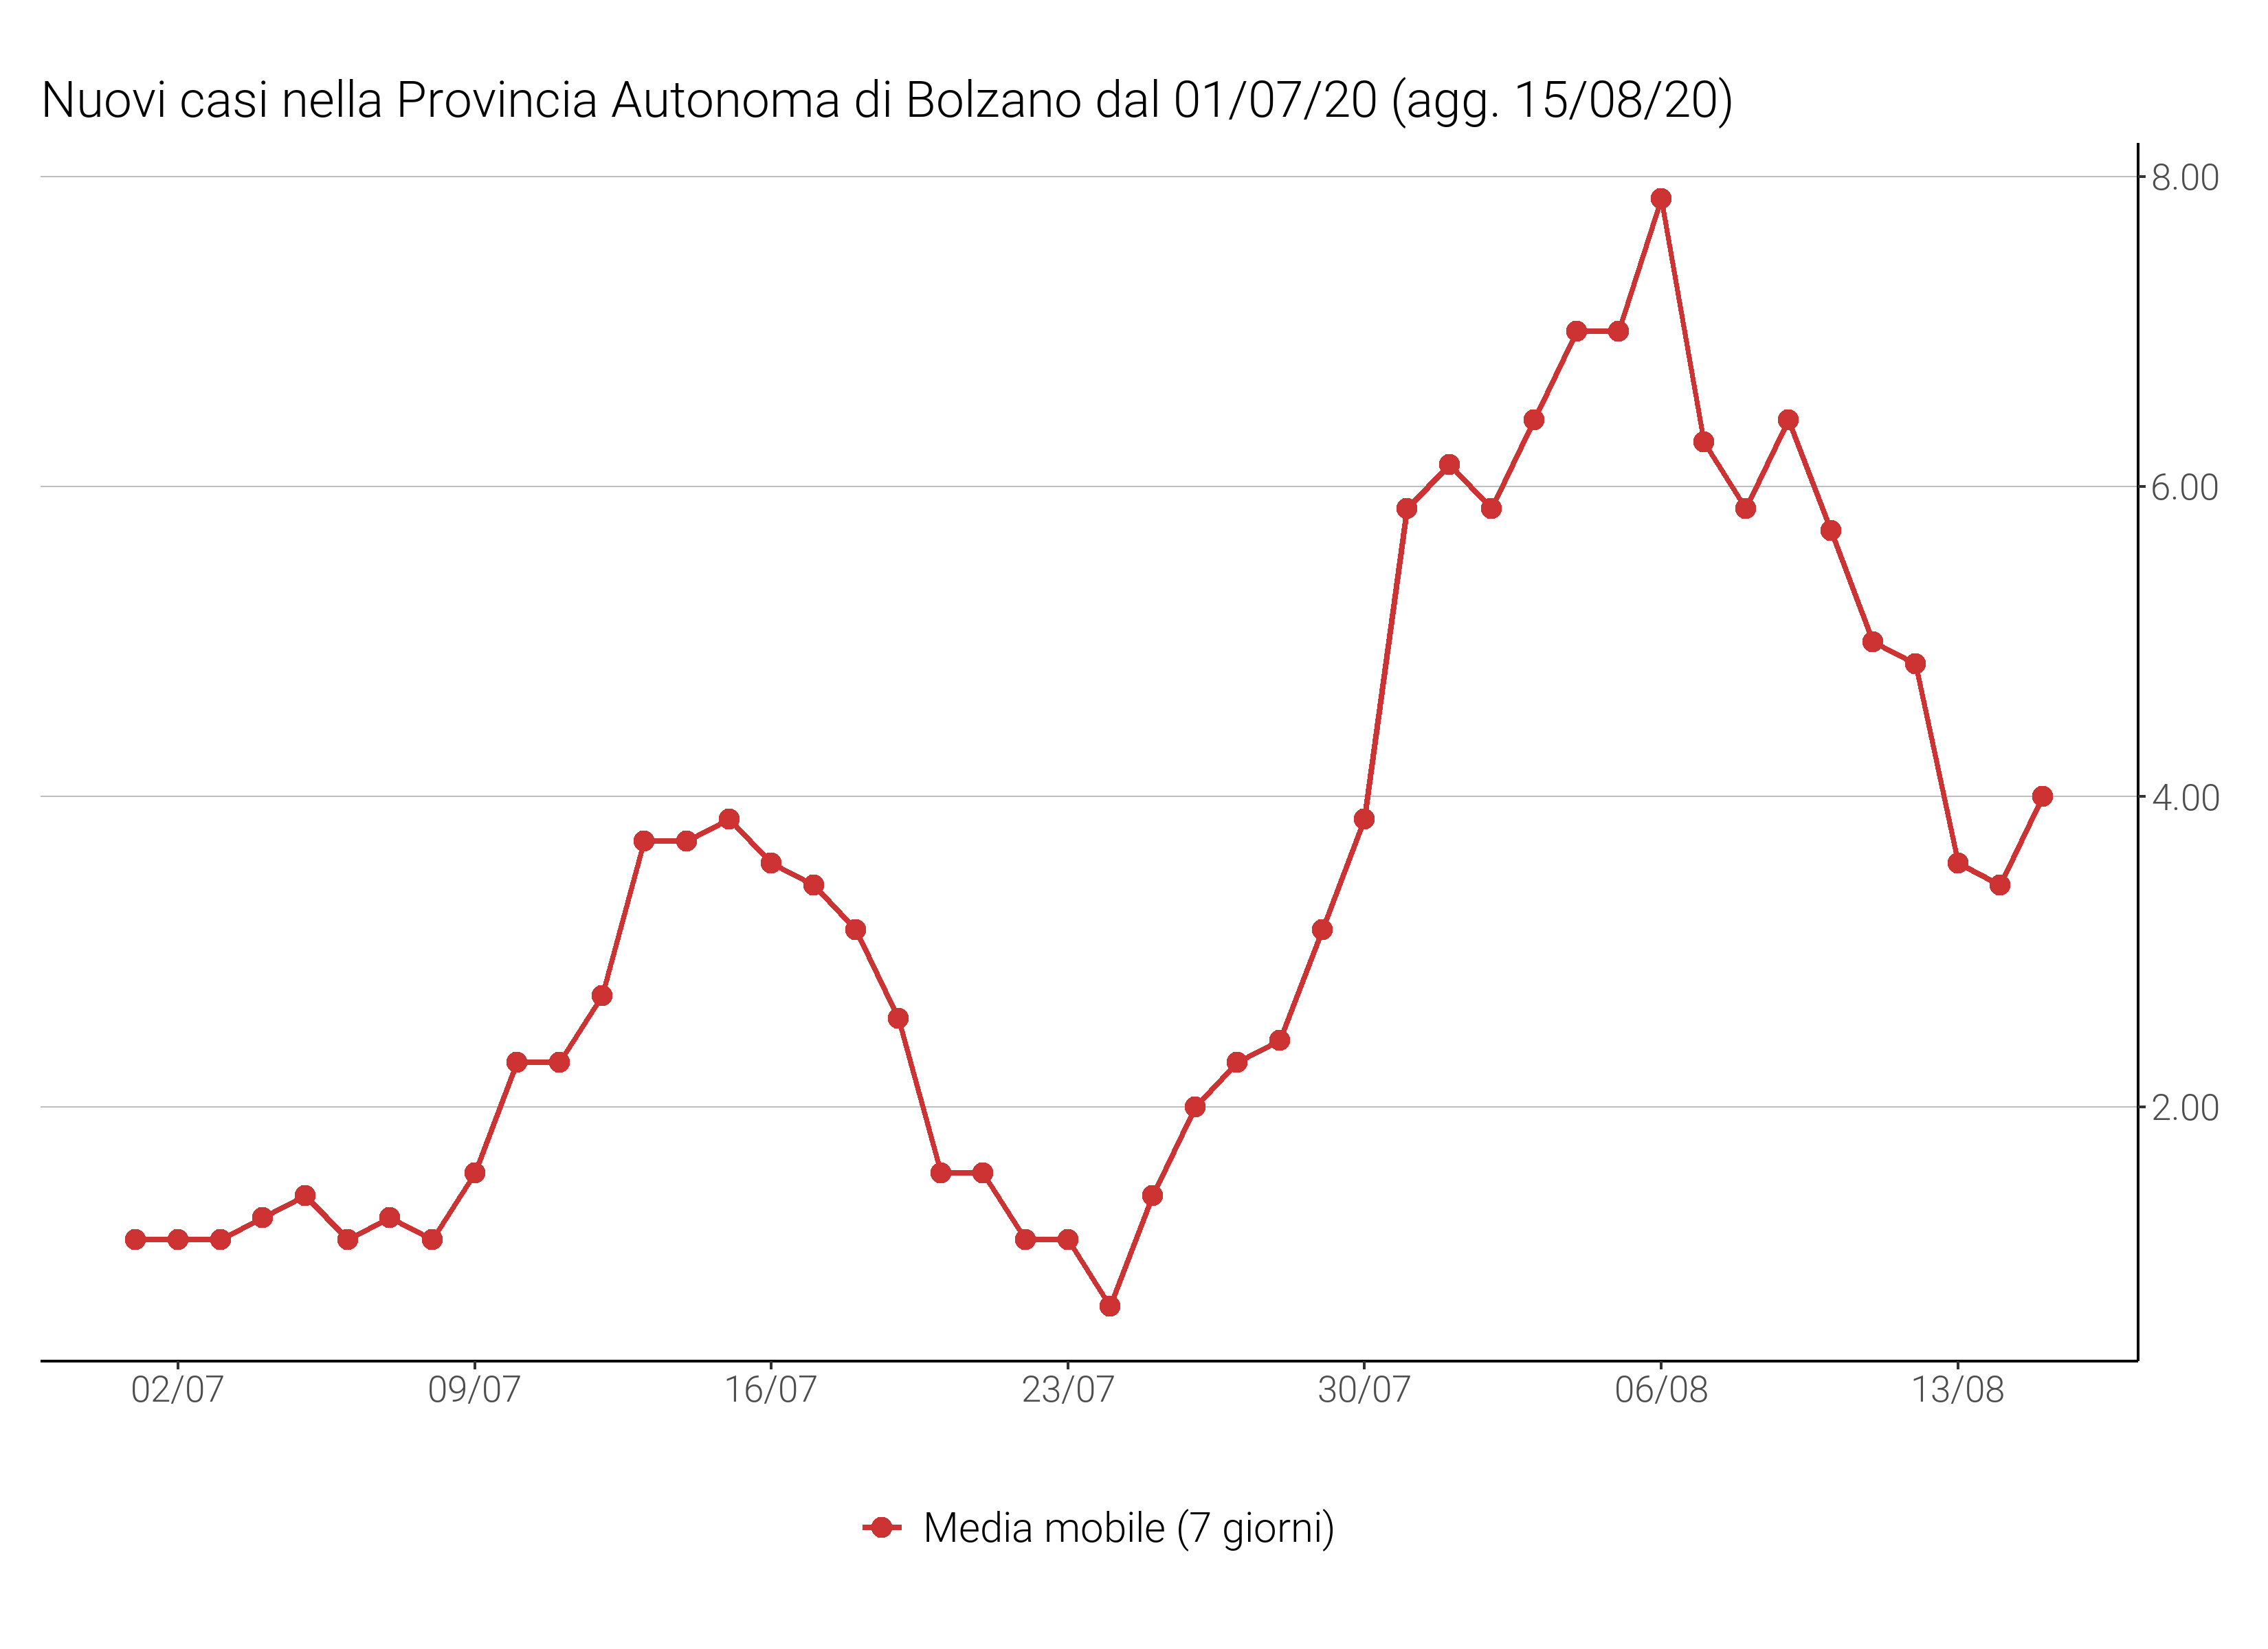 Nuovi casi nella Provincia Autonoma di Bolzano dal 01/07/20 (agg. 15/08/20)
8.00
6.00
4.00
2.00
02/07 09/07 16/07 23/07 30/07 06/08 13/08
Media mobile (7 giorni)